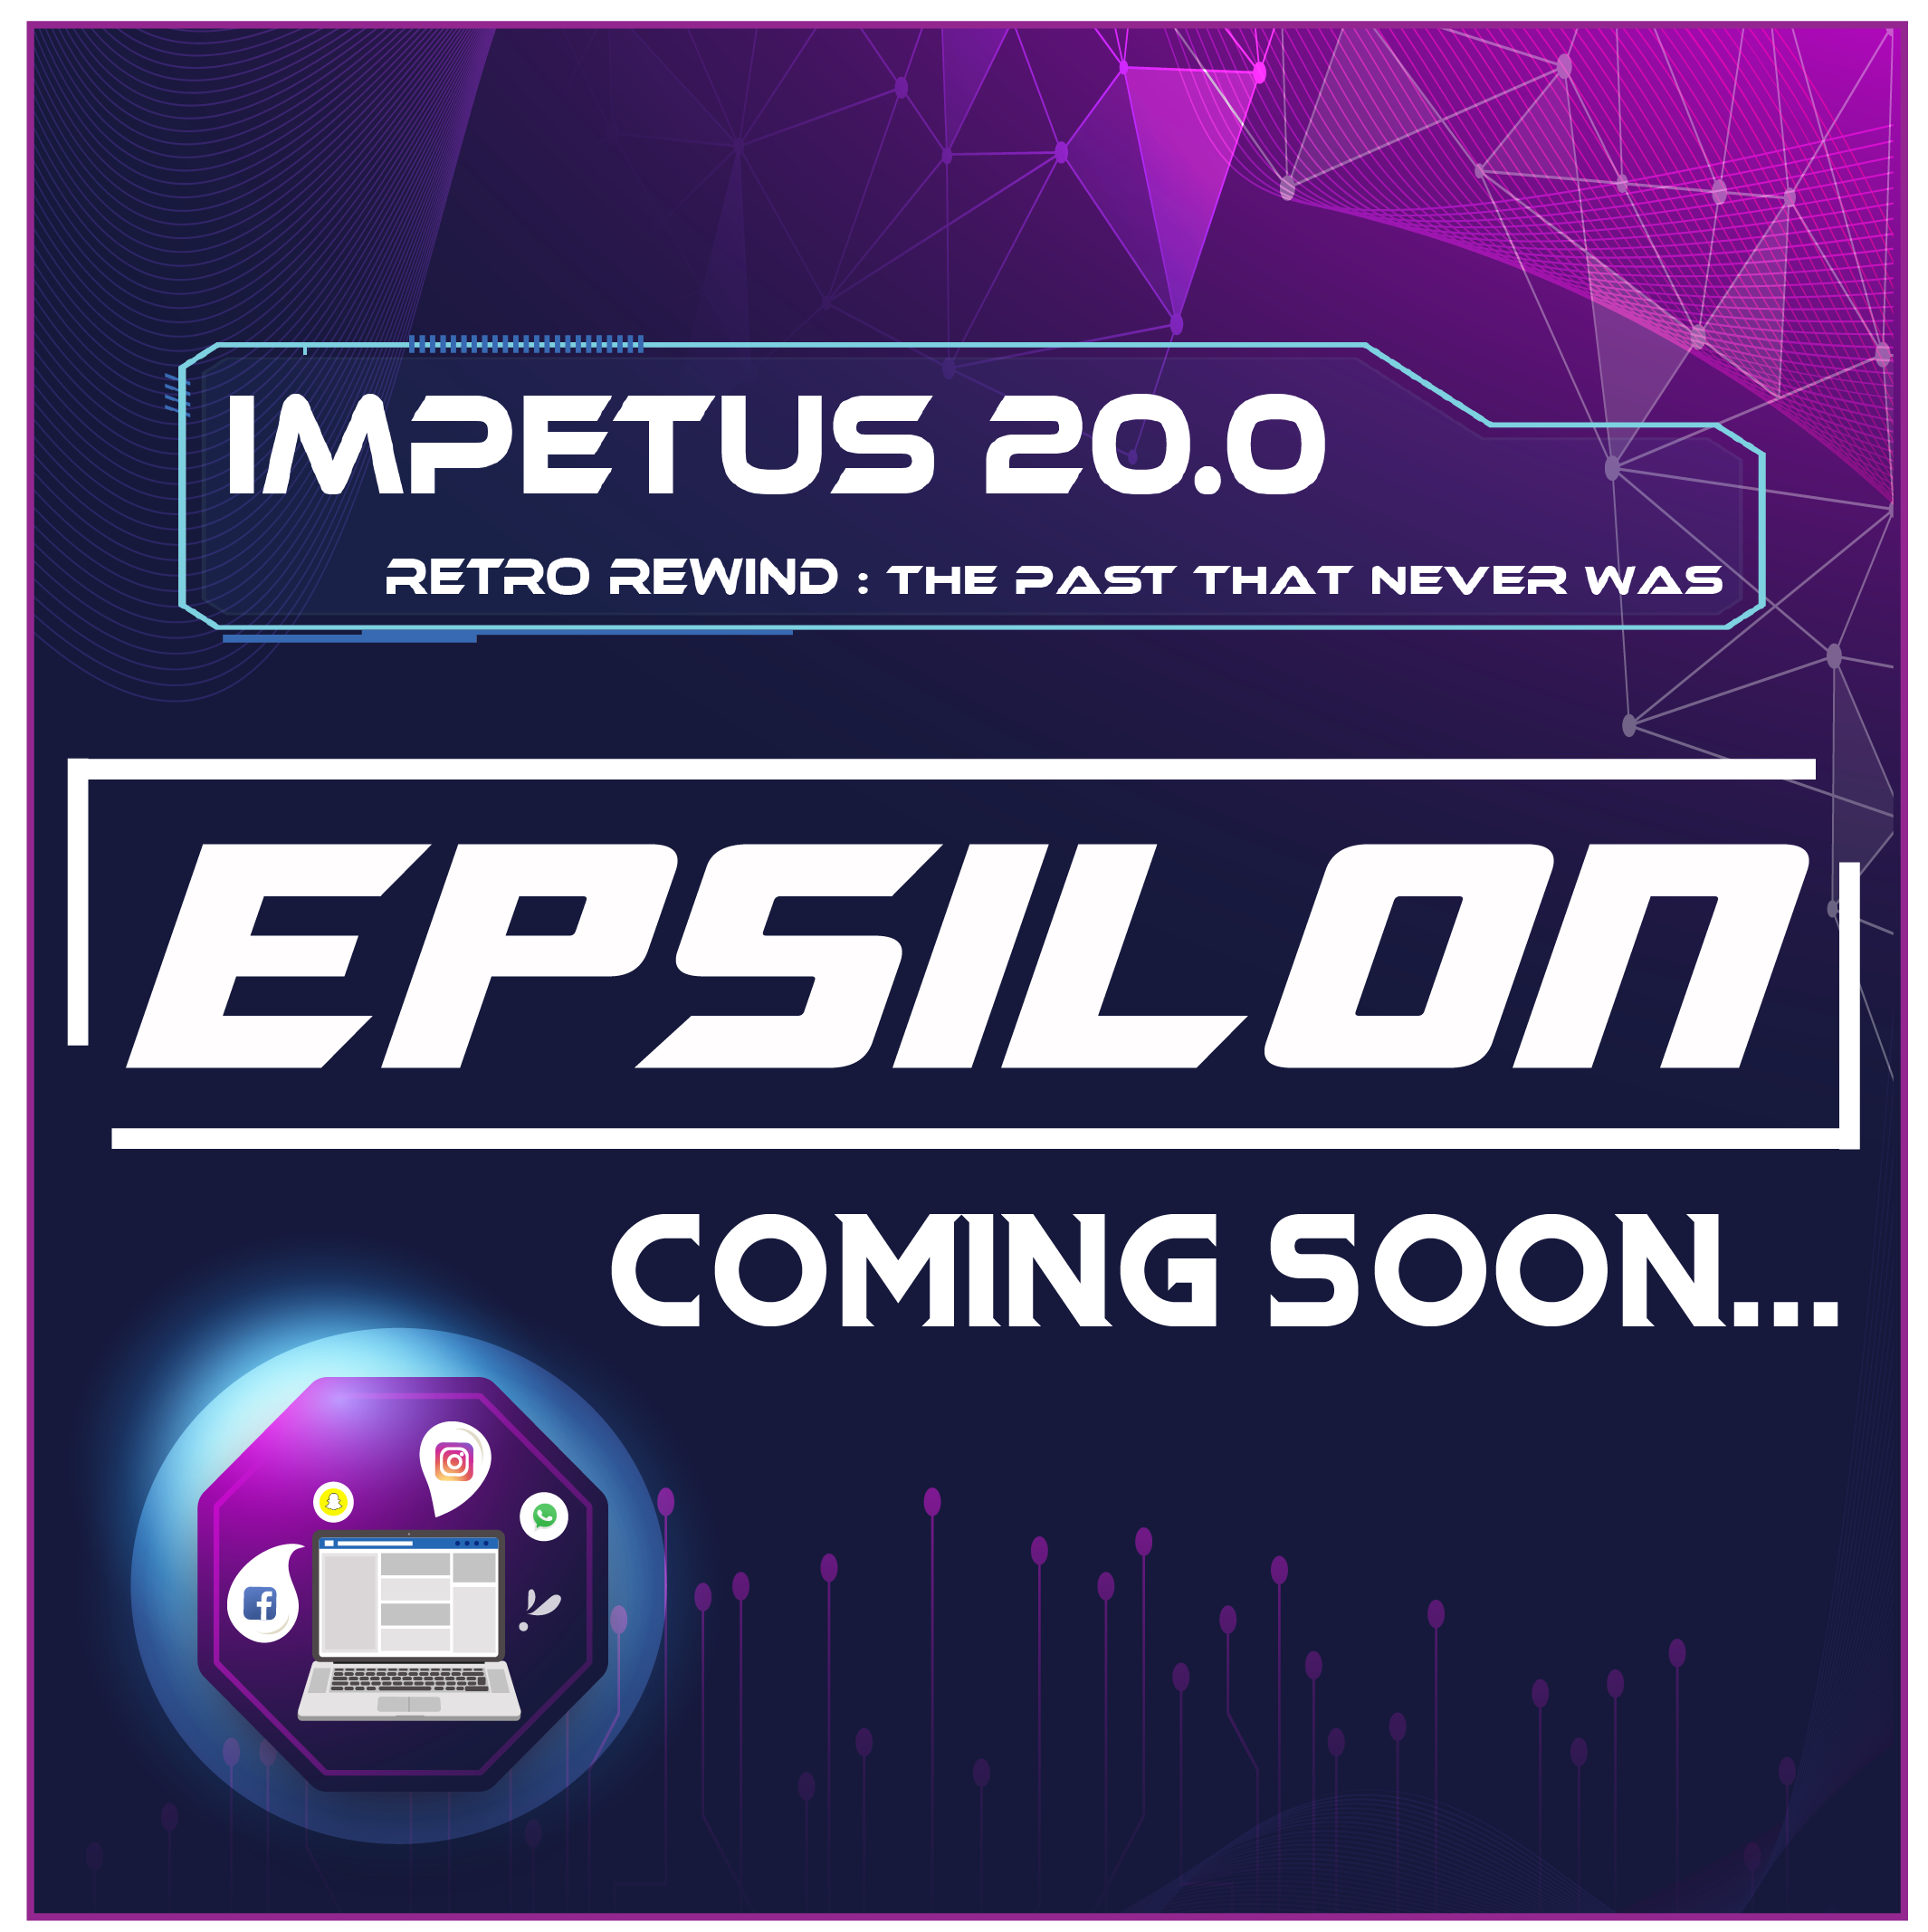 IMPETUS 20.0
RETRO REWIND : THE PAST THAT NEVER WAS
EPSILON
COMING SOON...